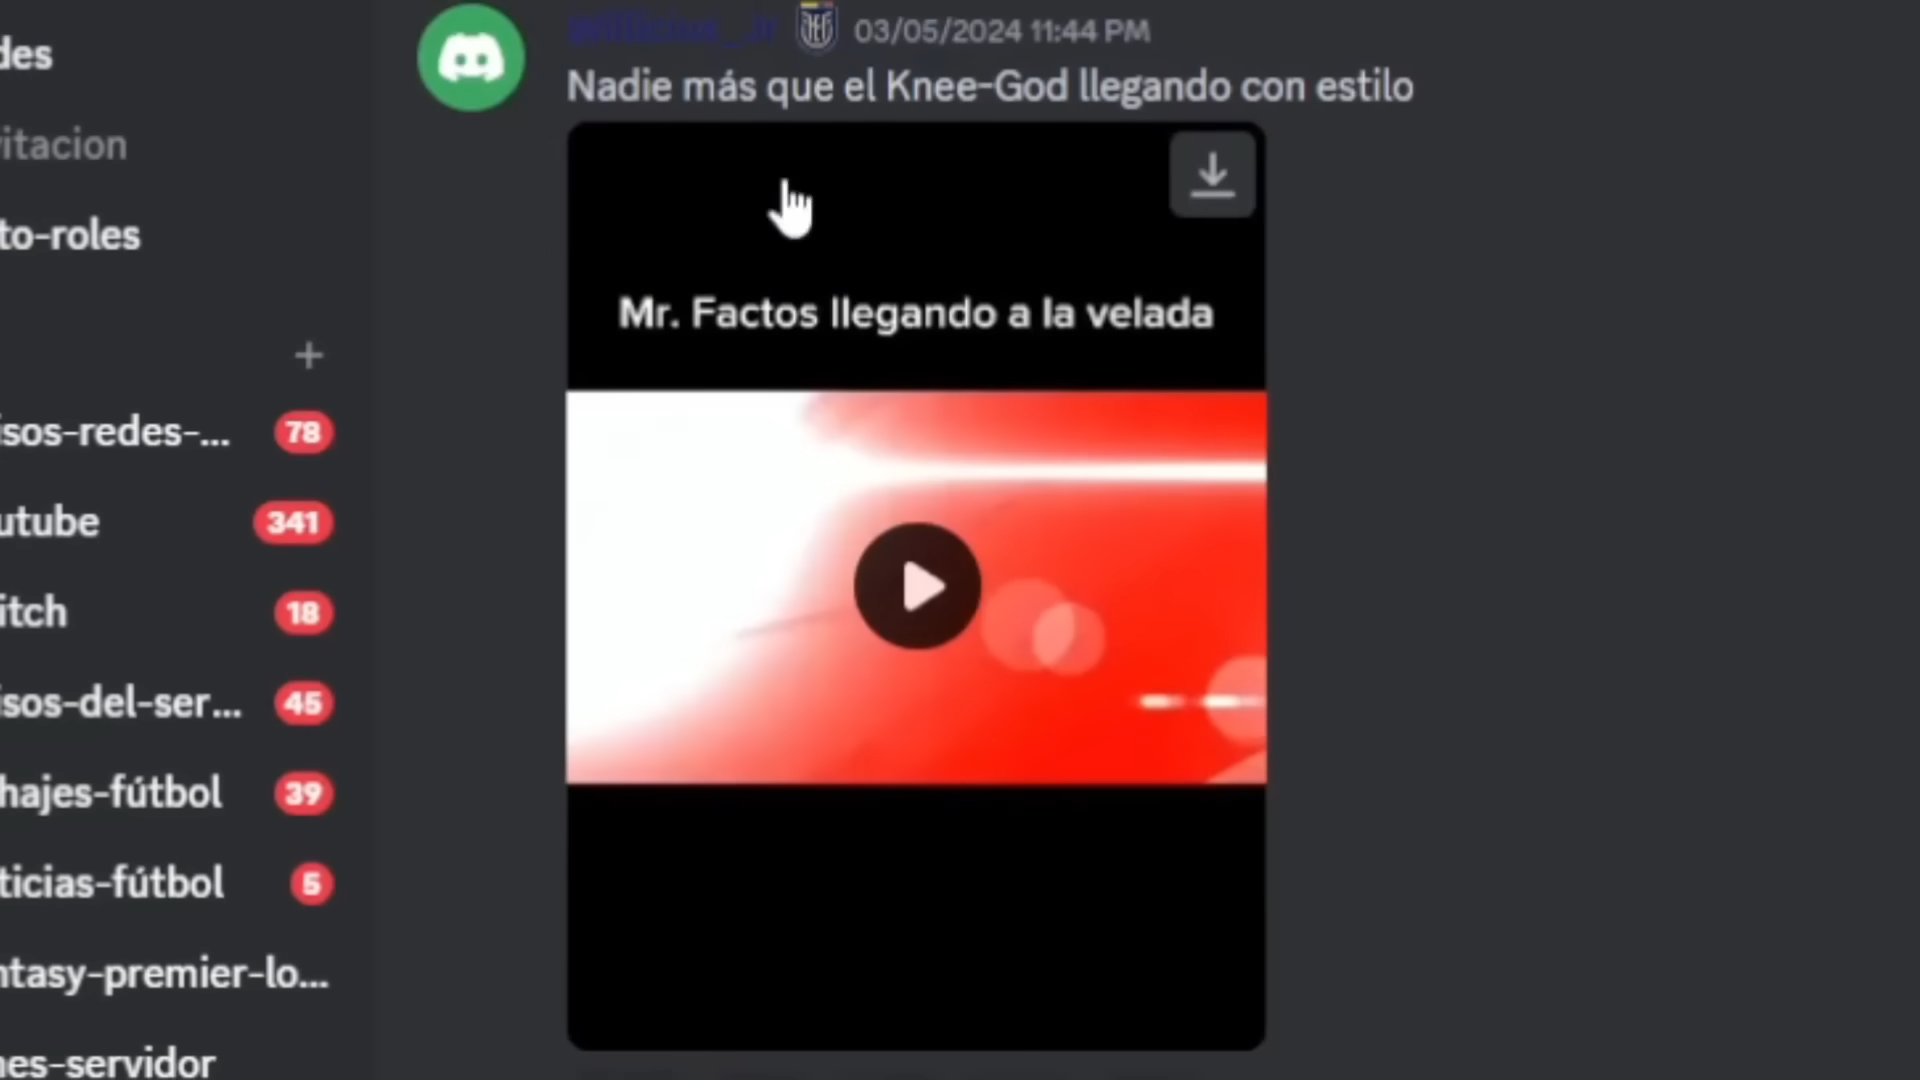 des
vitacion
to-roles
isos-redes-... 78
utube 341
itch 18
isos-del-ser... 45
hajes-fútbol 39
ticias-fútbol 5
ntasy-premier-lo...
nes-servidor
03/05/2024 11:44 PM
Nadie más que el Knee-God llegando con estilo
Mr. Factos llegando a la velada